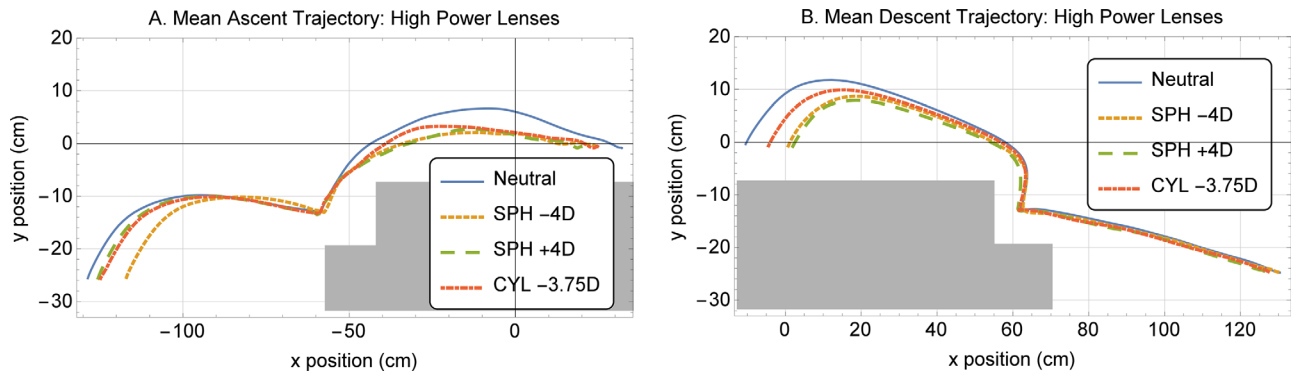 A. Mean Ascent Trajectory: High Power Lenses
20
10
0
−10
−20
−30
y position (cm)
−100
−50
0
x position (cm)
Neutral
SPH −4D
SPH +4D
CYL −3.75D
B. Mean Descent Trajectory: High Power Lenses
20
10
0
−10
−20
−30
y position (cm)
0
20
40
60
80
100
120
x position (cm)
Neutral
SPH −4D
SPH +4D
CYL −3.75D